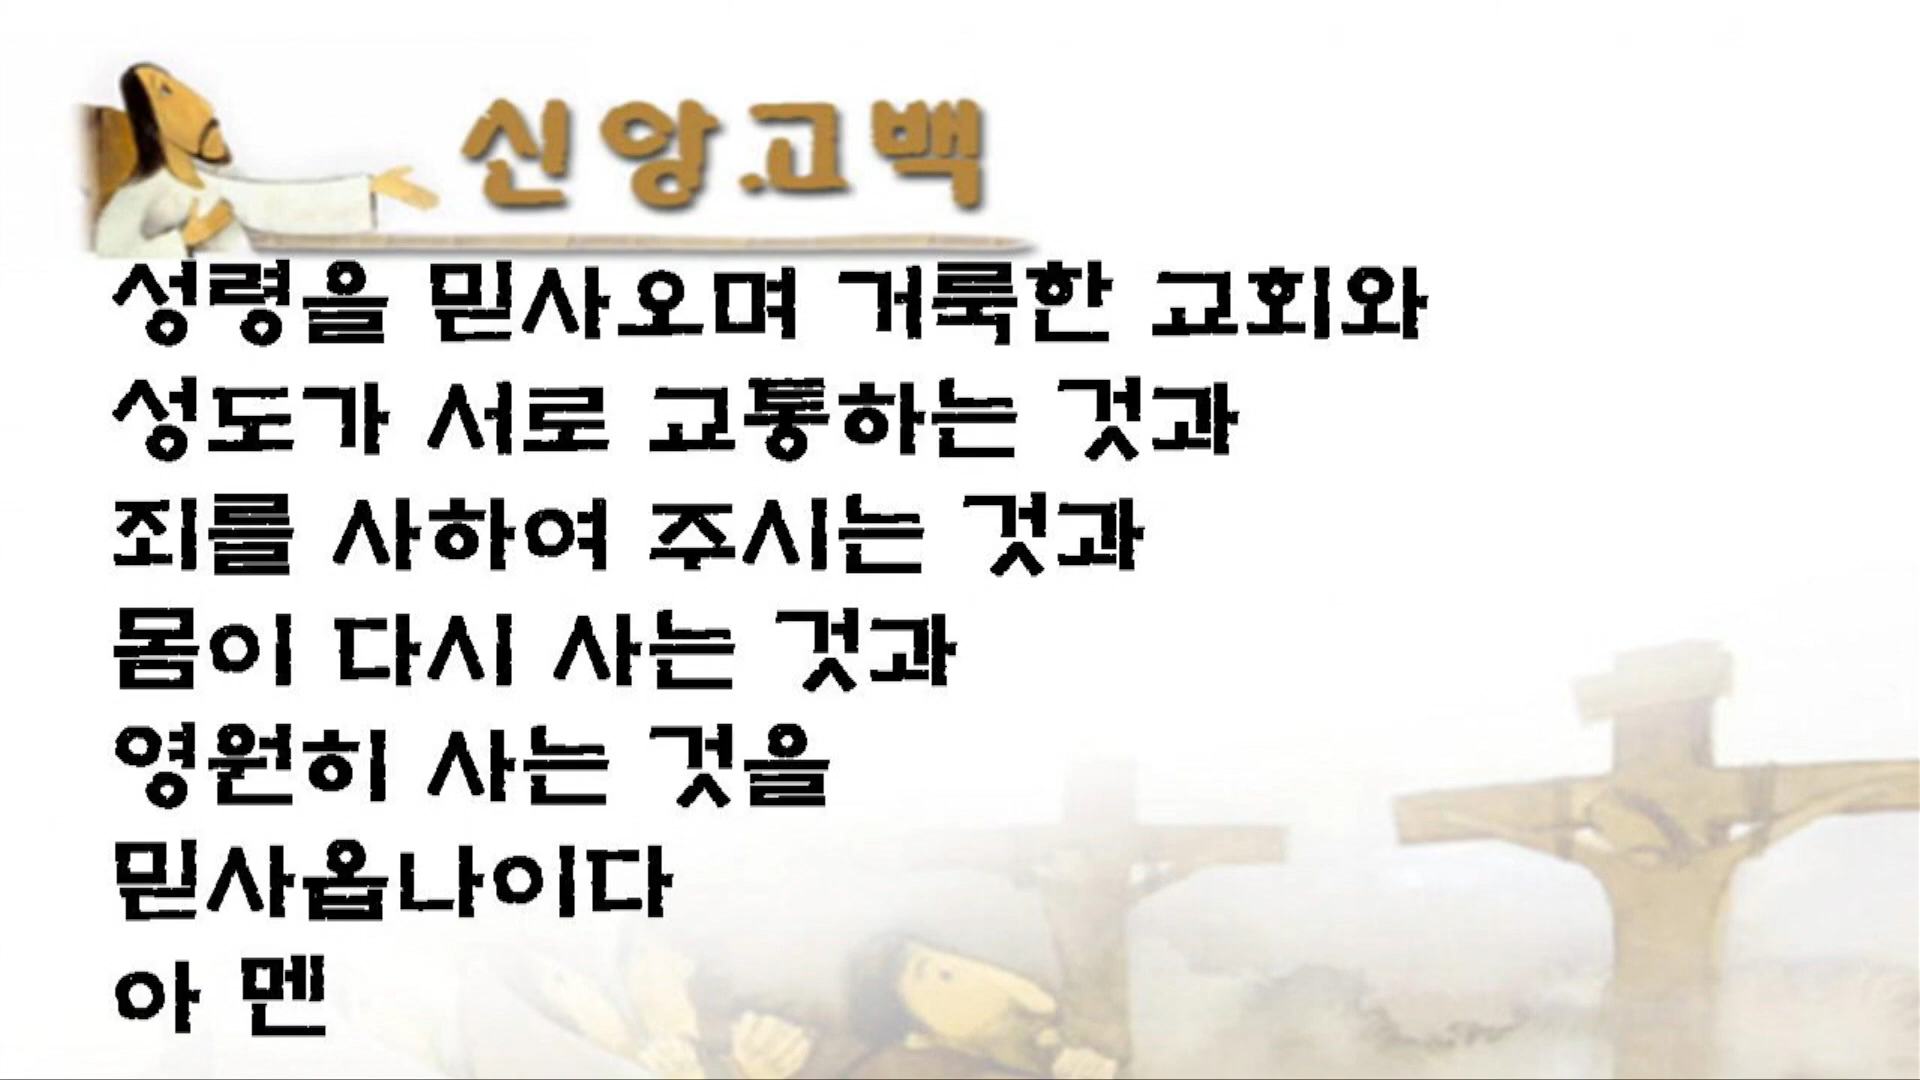 신앙고백
성령을 믿사오며 거룩한 교회와
성도가 서로 교통하는 것과
죄를 사하여 주시는 것과
몸이 다시 사는 것과
영원히 사는 것을
믿사옵나이다
아 멘